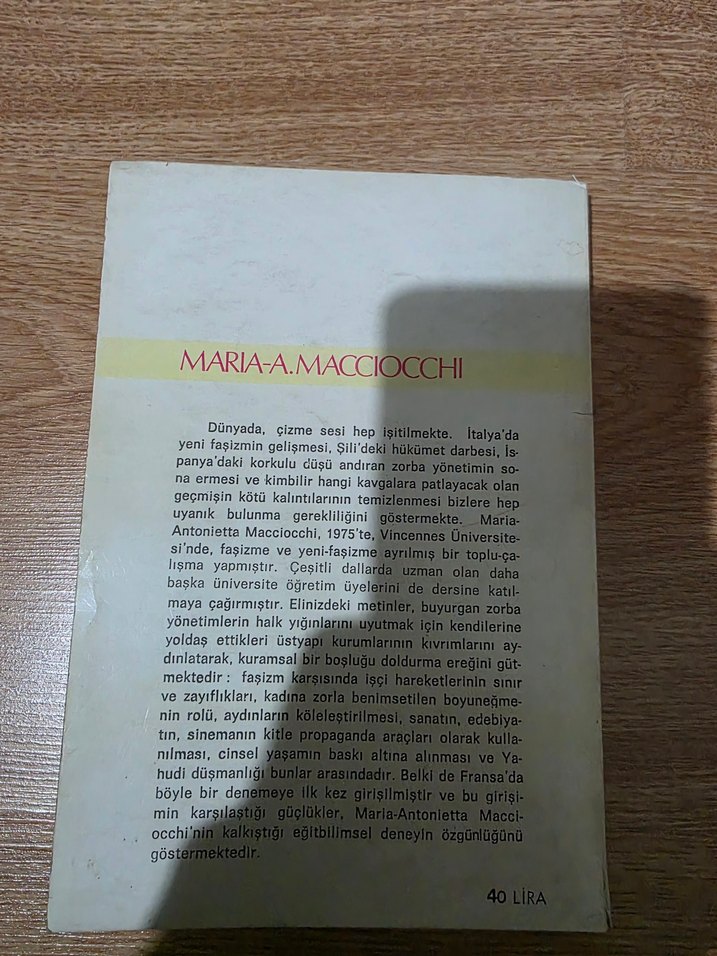 MARIA-A. MACCIOCCHI
Dünyada, çizme sesi hep işitilmekte. İtalya'da
yeni faşizmin gelişmesi, Şili'deki hükümet darbesi, İs-
panya'daki korkulu düşü andıran zorba yönetimin so-
na ermesi ve kimbilir hangi kavgalara patlayacak olan
geçmişin kötü kalıntılarının temizlenmesi bizlere hep
uyanık bulunma gerekliliğini göstermekte. Maria-
Antonietta Macciocchi, 1975'te, Vincennes Üniversite-
si'nde, faşizme ve yeni-faşizme ayrılmış bir toplu-ça-
lışma yapmıştır. Çeşitli dallarda uzman olan daha
başka üniversite öğretim üyelerini de dersine katıl-
maya çağırmıştır. Elinizdeki metinler, buyurgan zorba
yönetimlerin halk yığınlarını uyutmak için kendilerine
yoldaş ettikleri üstyapı kurumlarının kıvrımlarını ay-
dınlatarak, kuramsal bir boşluğu doldurma ereğini güt-
mektedir : faşizm karşısında işçi hareketlerinin sınır
ve zayıflıkları, kadına zorla benimsetilen boyuneğme-
nin rolü, aydınların köleleştirilmesi, sanatın, edebiya-
tın, sinemanın kitle propaganda araçları olarak kulla-
nılması, cinsel yaşamın baskı altına alınması ve Ya-
hudi düşmanlığı bunlar arasındadır. Belki de Fransa'da
böyle bir denemeye ilk kez girişilmiştir ve bu girişi-
min karşılaştığı güçlükler, Maria-Antonietta Macci-
occhi'nin kalkıştığı eğitbilimsel deneyin özgünlüğünü
göstermektedir.
40 LİRA